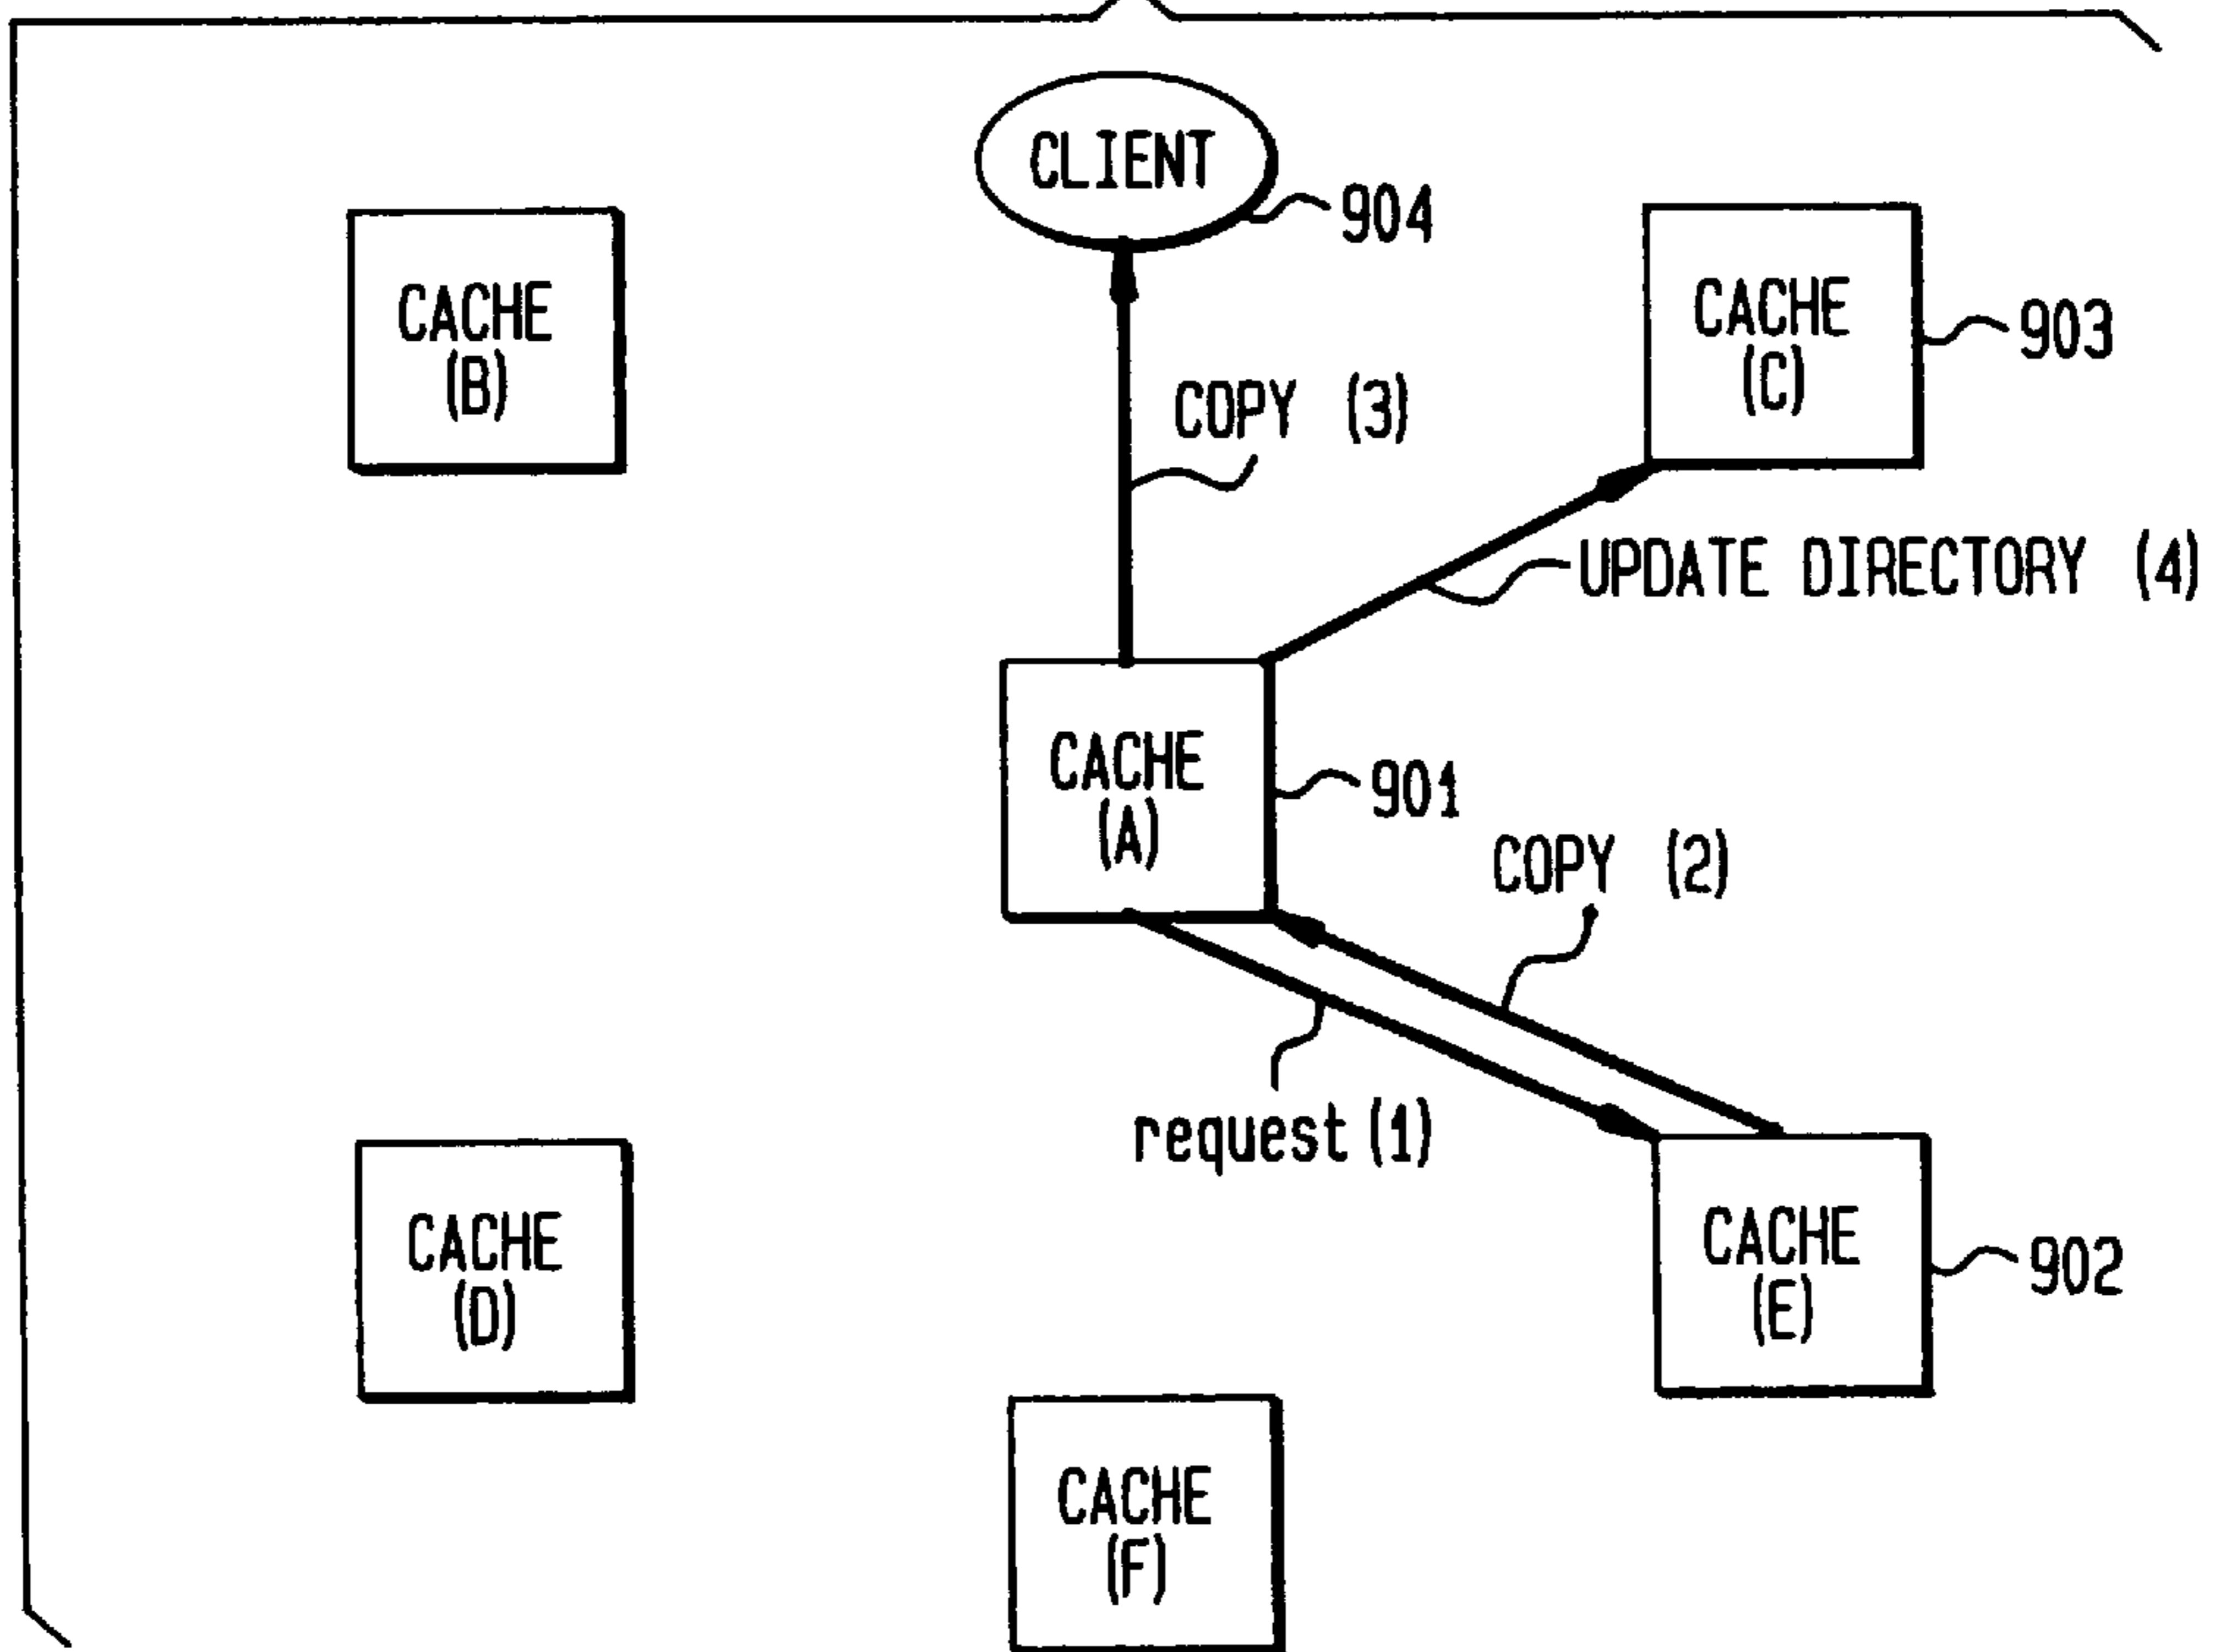 CLIENT
904
CACHE
(B)
CACHE
(C)
903
COPY (3)
UPDATE DIRECTORY (4)
CACHE
(A)
901
COPY (2)
request (1)
CACHE
(D)
CACHE
(E)
902
CACHE
(F)